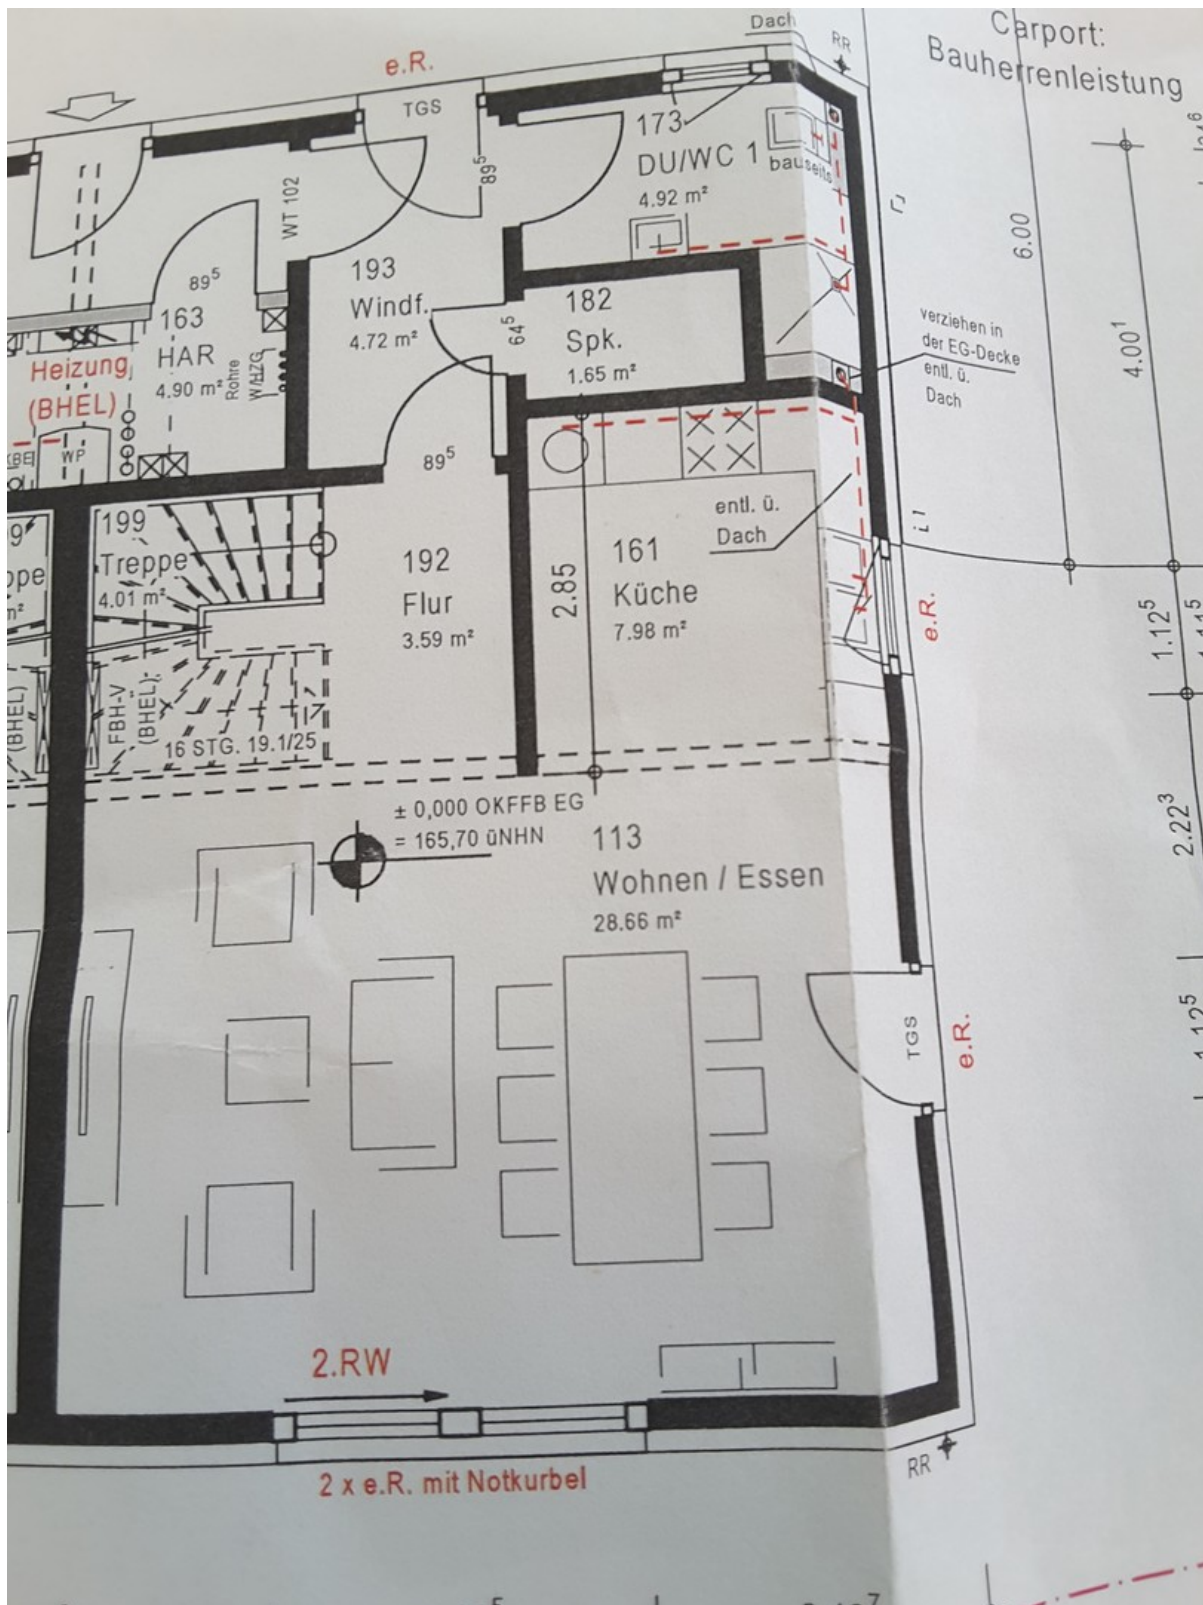 Dach
RR
Carport:
Bauherrenleistung
e.R.
TGS
173
DU/WC 1
bauseits
4.92 m²
89⁵
WT 102
6.00
4.00¹
193
Windf.
4.72 m²
89⁵
163
HAR
4.90 m²
Rohre
W/HZG
Heizung
(BHEL)
WP
182
Spk.
1.65 m²
64⁵
verziehen in
der EG-Decke
entl. ü.
Dach
89⁵
entl. ü.
Dach
199
Treppe
4.01 m²
192
Flur
3.59 m²
2.85
161
Küche
7.98 m²
e.R.
1.12⁵
(BHEL)
FBH-V
(BHEL)
17
16 STG. 19.1/25
± 0,000 OKFFB EG
= 165,70 üNHN
113
Wohnen / Essen
28.66 m²
2.22³
TGS
e.R.
1.12⁵
2.RW
2 x e.R. mit Notkurbel
RR